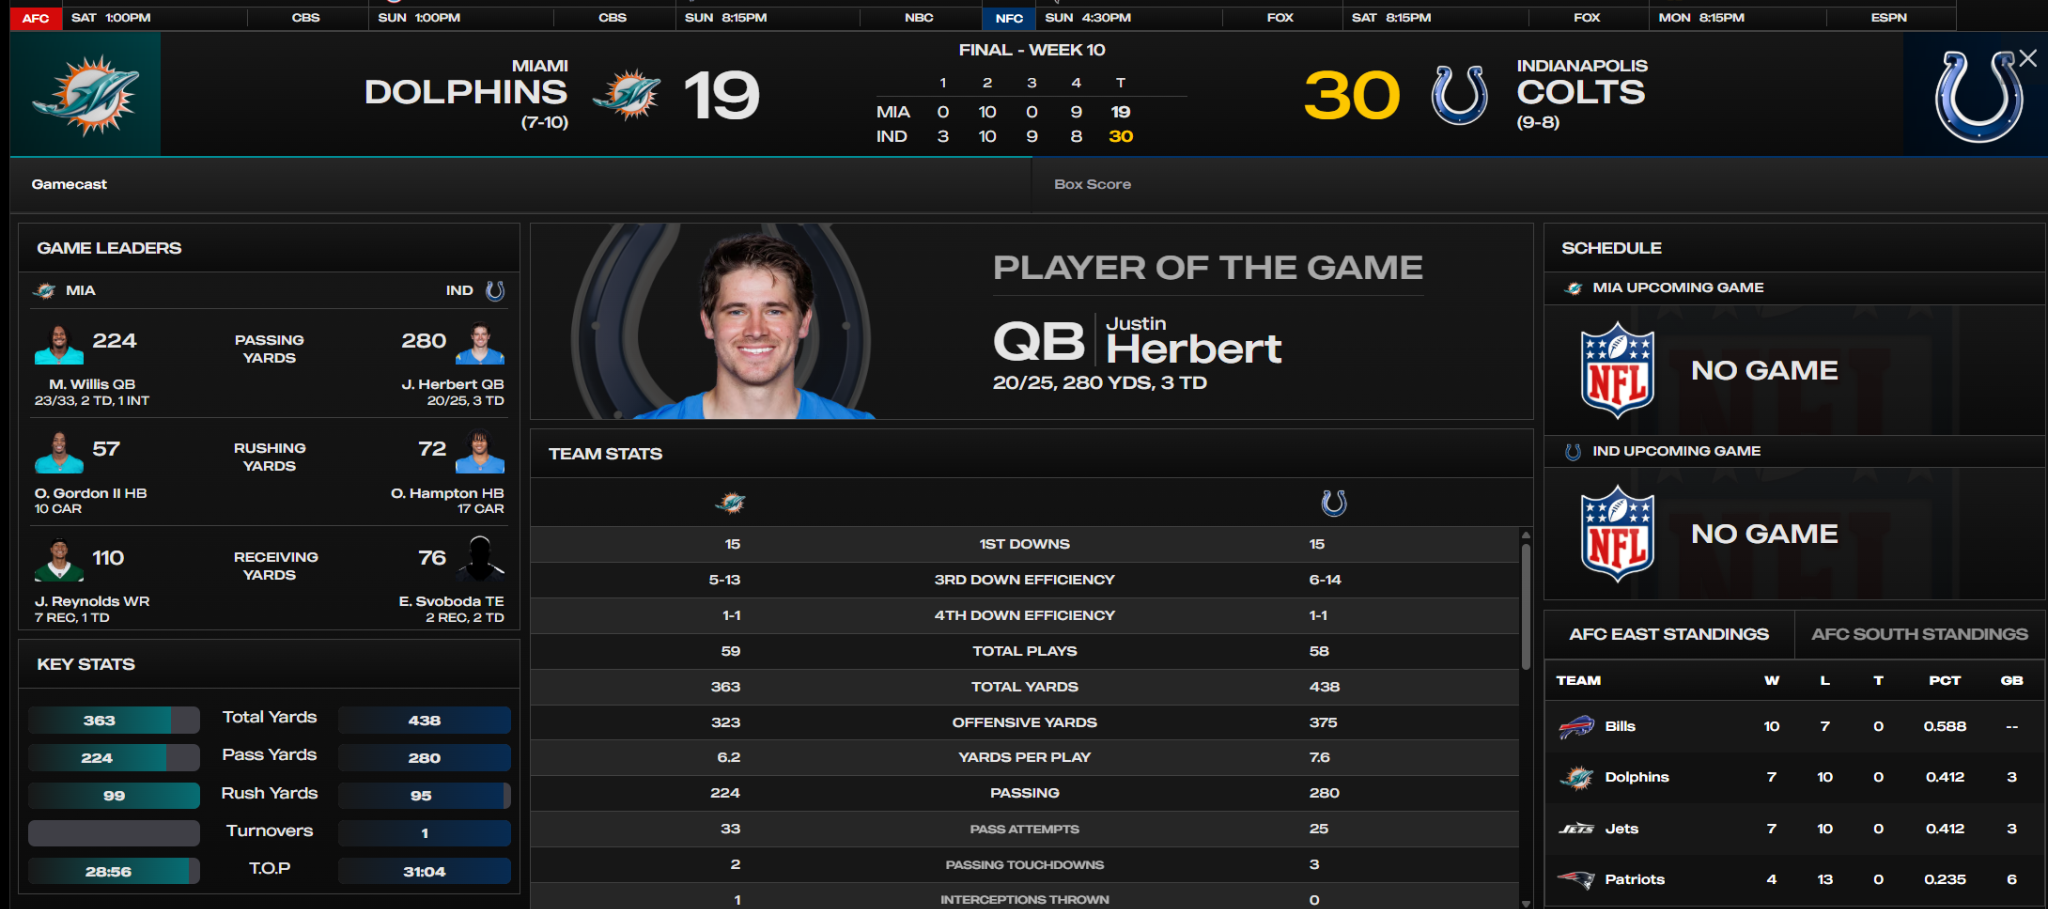 AFC SAT 1:00PM CBS SUN 1:00PM CBS SUN 8:15PM NBC NFC SUN 4:30PM FOX SAT 8:15PM FOX MON 8:15PM ESPN
MIAMI
DOLPHINS
(7-10)
19
FINAL - WEEK 10
1 2 3 4 T
MIA 0 10 0 9 19
IND 3 10 9 8 30
30
INDIANAPOLIS
COLTS
(9-8)
Gamecast
Box Score
GAME LEADERS
MIA IND
224 PASSING YARDS 280
M. Willis QB J. Herbert QB
23/33, 2 TD, 1 INT 20/25, 3 TD
57 RUSHING YARDS 72
O. Gordon II HB O. Hampton HB
10 CAR 17 CAR
110 RECEIVING YARDS 76
J. Reynolds WR E. Svoboda TE
7 REC, 1 TD 2 REC, 2 TD
KEY STATS
363 Total Yards 438
224 Pass Yards 280
99 Rush Yards 95
Turnovers 1
28:56 T.O.P 31:04
PLAYER OF THE GAME
QB Justin
Herbert
20/25, 280 YDS, 3 TD
TEAM STATS
15 1ST DOWNS 15
5-13 3RD DOWN EFFICIENCY 6-14
1-1 4TH DOWN EFFICIENCY 1-1
59 TOTAL PLAYS 58
363 TOTAL YARDS 438
323 OFFENSIVE YARDS 375
6.2 YARDS PER PLAY 7.6
224 PASSING 280
33 PASS ATTEMPTS 25
2 PASSING TOUCHDOWNS 3
1 INTERCEPTIONS THROWN 0
SCHEDULE
MIA UPCOMING GAME
NFL
NO GAME
IND UPCOMING GAME
NFL
NO GAME
AFC EAST STANDINGS AFC SOUTH STANDINGS
TEAM W L T PCT GB
Bills 10 7 0 0.588 --
Dolphins 7 10 0 0.412 3
JETS Jets 7 10 0 0.412 3
Patriots 4 13 0 0.235 6